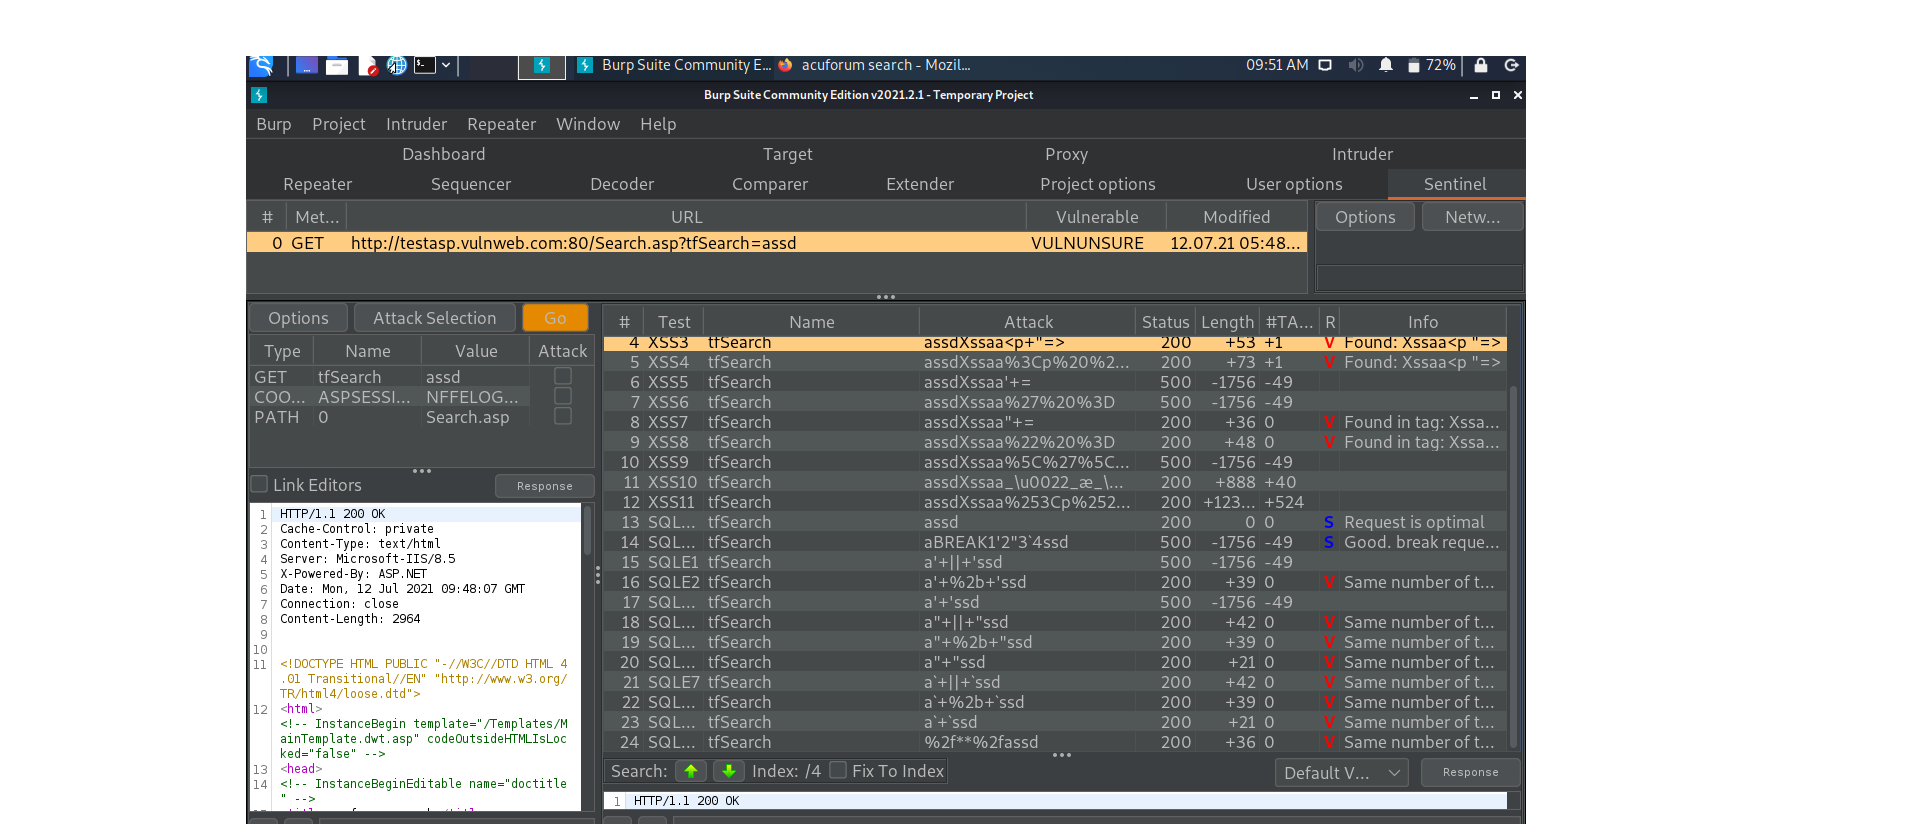 Burp Suite Community E... acuforum search - Mozil... 09:51 AM 72%
Burp Suite Community Edition v2021.2.1 - Temporary Project
Burp Project Intruder Repeater Window Help
Dashboard Target Proxy Intruder
Repeater Sequencer Decoder Comparer Extender Project options User options Sentinel
# Met... URL Vulnerable Modified
0 GET http://testasp.vulnweb.com:80/Search.asp?tfSearch=assd VULNUNSURE 12.07.21 05:48...
Options Netw...
Options Attack Selection Go
Type Name Value Attack
GET tfSearch assd
COO... ASPSESSI... NFFELOG...
PATH 0 Search.asp
Link Editors Response
1 HTTP/1.1 200 OK
2 Cache-Control: private
3 Content-Type: text/html
4 Server: Microsoft-IIS/8.5
5 X-Powered-By: ASP.NET
6 Date: Mon, 12 Jul 2021 09:48:07 GMT
7 Connection: close
8 Content-Length: 2964
9
10
11 <!DOCTYPE HTML PUBLIC "-//W3C//DTD HTML 4
.01 Transitional//EN" "http://www.w3.org/
TR/html4/loose.dtd">
12 <html>
<!-- InstanceBegin template="/Templates/M
ainTemplate.dwt.asp" codeOutsideHTMLIsLoc
ked="false" -->
13 <head>
14 <!-- InstanceBeginEditable name="doctitle
" -->
# Test Name Attack Status Length #TA... R Info
4 XSS3 tfSearch assdXssaa<p+"=> 200 +53 +1 V Found: Xssaa<p "=>
5 XSS4 tfSearch assdXssaa%3Cp%20%2... 200 +73 +1 V Found: Xssaa<p "=>
6 XSS5 tfSearch assdXssaa'+= 500 -1756 -49
7 XSS6 tfSearch assdXssaa%27%20%3D 500 -1756 -49
8 XSS7 tfSearch assdXssaa"+= 200 +36 0 V Found in tag: Xssa...
9 XSS8 tfSearch assdXssaa%22%20%3D 200 +48 0 V Found in tag: Xssa...
10 XSS9 tfSearch assdXssaa%5C%27%5C... 500 -1756 -49
11 XSS10 tfSearch assdXssaa_\u0022_æ_\... 200 +888 +40
12 XSS11 tfSearch assdXssaa%253Cp%252... 200 +123... +524
13 SQL... tfSearch assd 200 0 0 S Request is optimal
14 SQL... tfSearch aBREAK1'2"3`4ssd 500 -1756 -49 S Good. break reque...
15 SQLE1 tfSearch a'+||+'ssd 500 -1756 -49
16 SQLE2 tfSearch a'+%2b+'ssd 200 +39 0 V Same number of t...
17 SQL... tfSearch a'+'ssd 500 -1756 -49
18 SQL... tfSearch a"+||+"ssd 200 +42 0 V Same number of t...
19 SQL... tfSearch a"+%2b+"ssd 200 +39 0 V Same number of t...
20 SQL... tfSearch a"+"ssd 200 +21 0 V Same number of t...
21 SQLE7 tfSearch a`+||+`ssd 200 +42 0 V Same number of t...
22 SQL... tfSearch a`+%2b+`ssd 200 +39 0 V Same number of t...
23 SQL... tfSearch a`+`ssd 200 +21 0 V Same number of t...
24 SQL... tfSearch %2f**%2fassd 200 +36 0 V Same number of t...
Search: Index: /4 Fix To Index Default V... Response
1 HTTP/1.1 200 OK